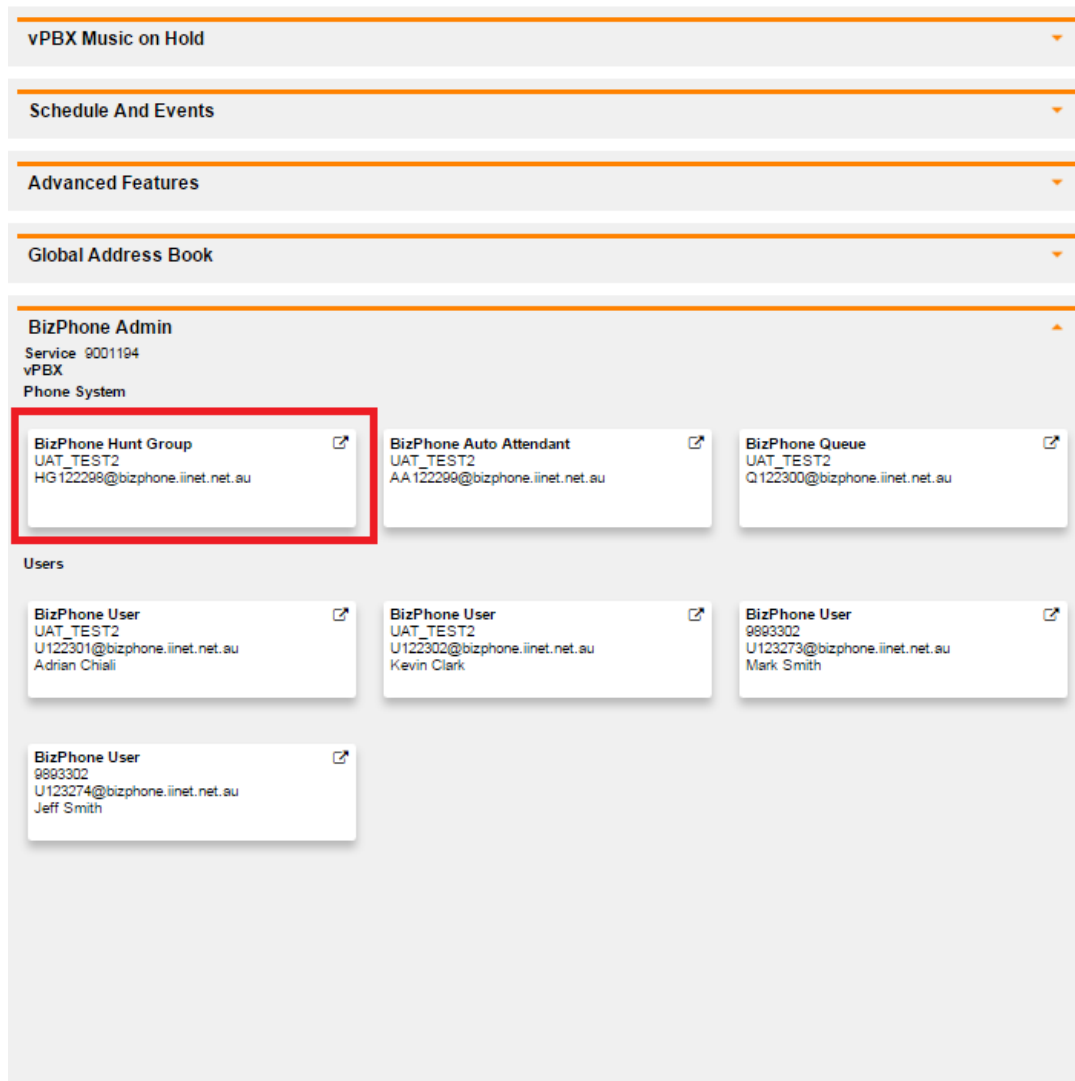 vPBX Music on Hold
Schedule And Events
Advanced Features
Global Address Book
BizPhone Admin
Service 9001194
vPBX
Phone System
BizPhone Hunt Group
UAT_TEST2
HG122298@bizphone.iinet.net.au
BizPhone Auto Attendant
UAT_TEST2
AA122299@bizphone.iinet.net.au
BizPhone Queue
UAT_TEST2
Q122300@bizphone.iinet.net.au
Users
BizPhone User
UAT_TEST2
U122301@bizphone.iinet.net.au
Adrian Chiali
BizPhone User
UAT_TEST2
U122302@bizphone.iinet.net.au
Kevin Clark
BizPhone User
9893302
U123273@bizphone.iinet.net.au
Mark Smith
BizPhone User
9893302
U123274@bizphone.iinet.net.au
Jeff Smith